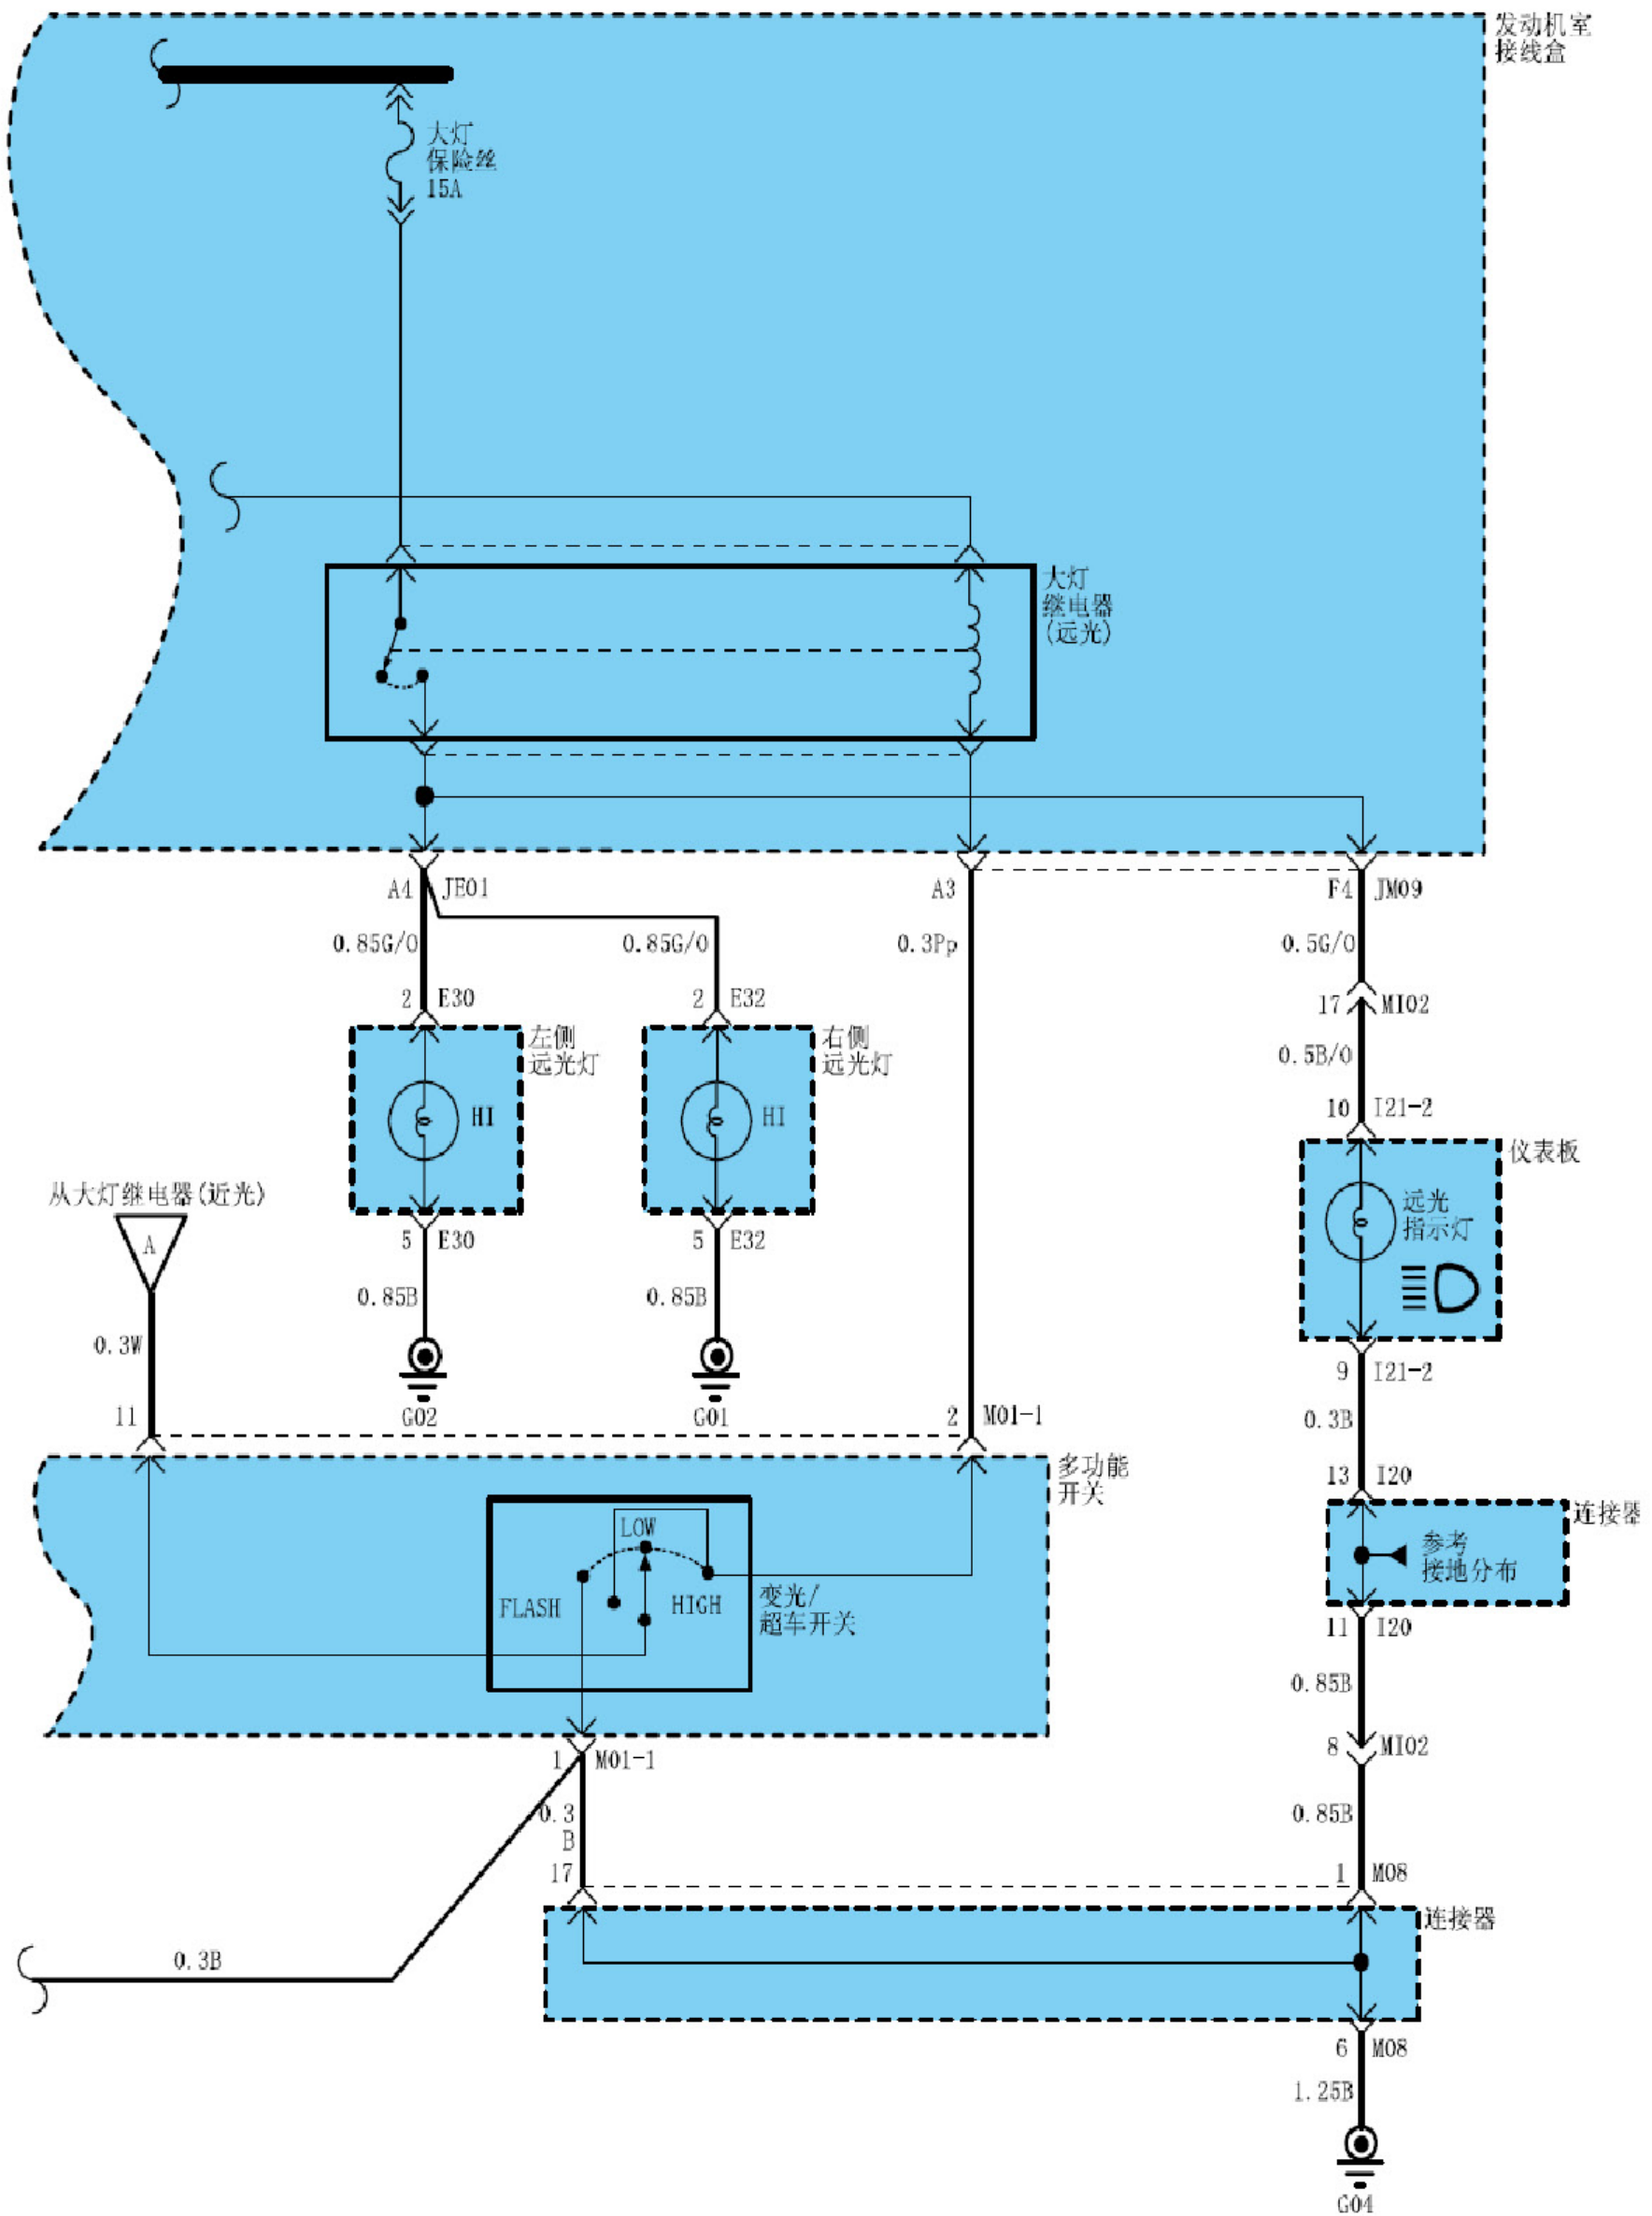 发动机室
接线盒
大灯
保险丝
15A
大灯
继电器
(远光)
A4 JE01
A3
F4 JM09
0.85G/O
0.85G/O
0.3Pp
0.5G/O
2 E30
2 E32
17 MI02
左侧
远光灯
右侧
远光灯
0.5B/O
HI
HI
10 I21-2
仪表板
远光
指示灯
从大灯继电器(近光)
A
5 E30
5 E32
0.85B
0.85B
0.3W
9 I21-2
11
G02
G01
2 M01-1
0.3B
多功能
开关
13 I20
连接器
LOW
FLASH
HIGH
变光/
超车开关
参考
接地分布
11 I20
0.85B
1 M01-1
8 MI02
0.3
B
0.85B
17
1 M08
连接器
0.3B
6 M08
1.25B
G04